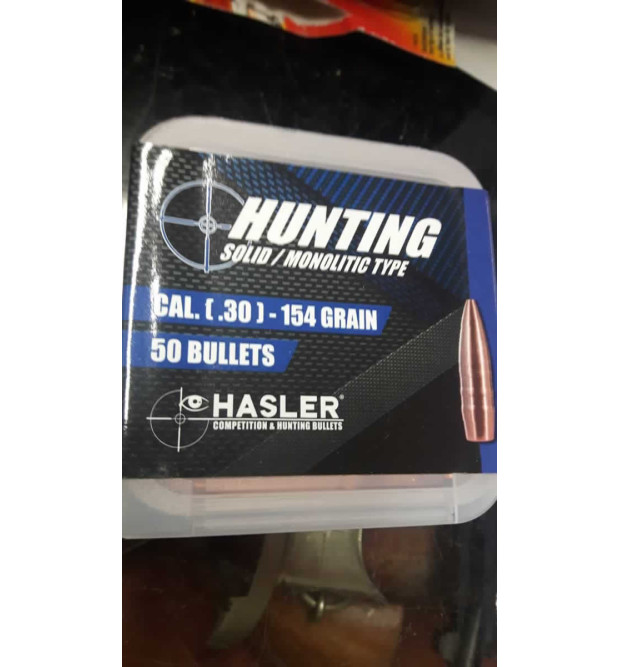 HUNTING
SOLID / MONOLITIC TYPE
CAL. ( .30 ) - 154 GRAIN
50 BULLETS
HASLER®
COMPETITION & HUNTING BULLETS